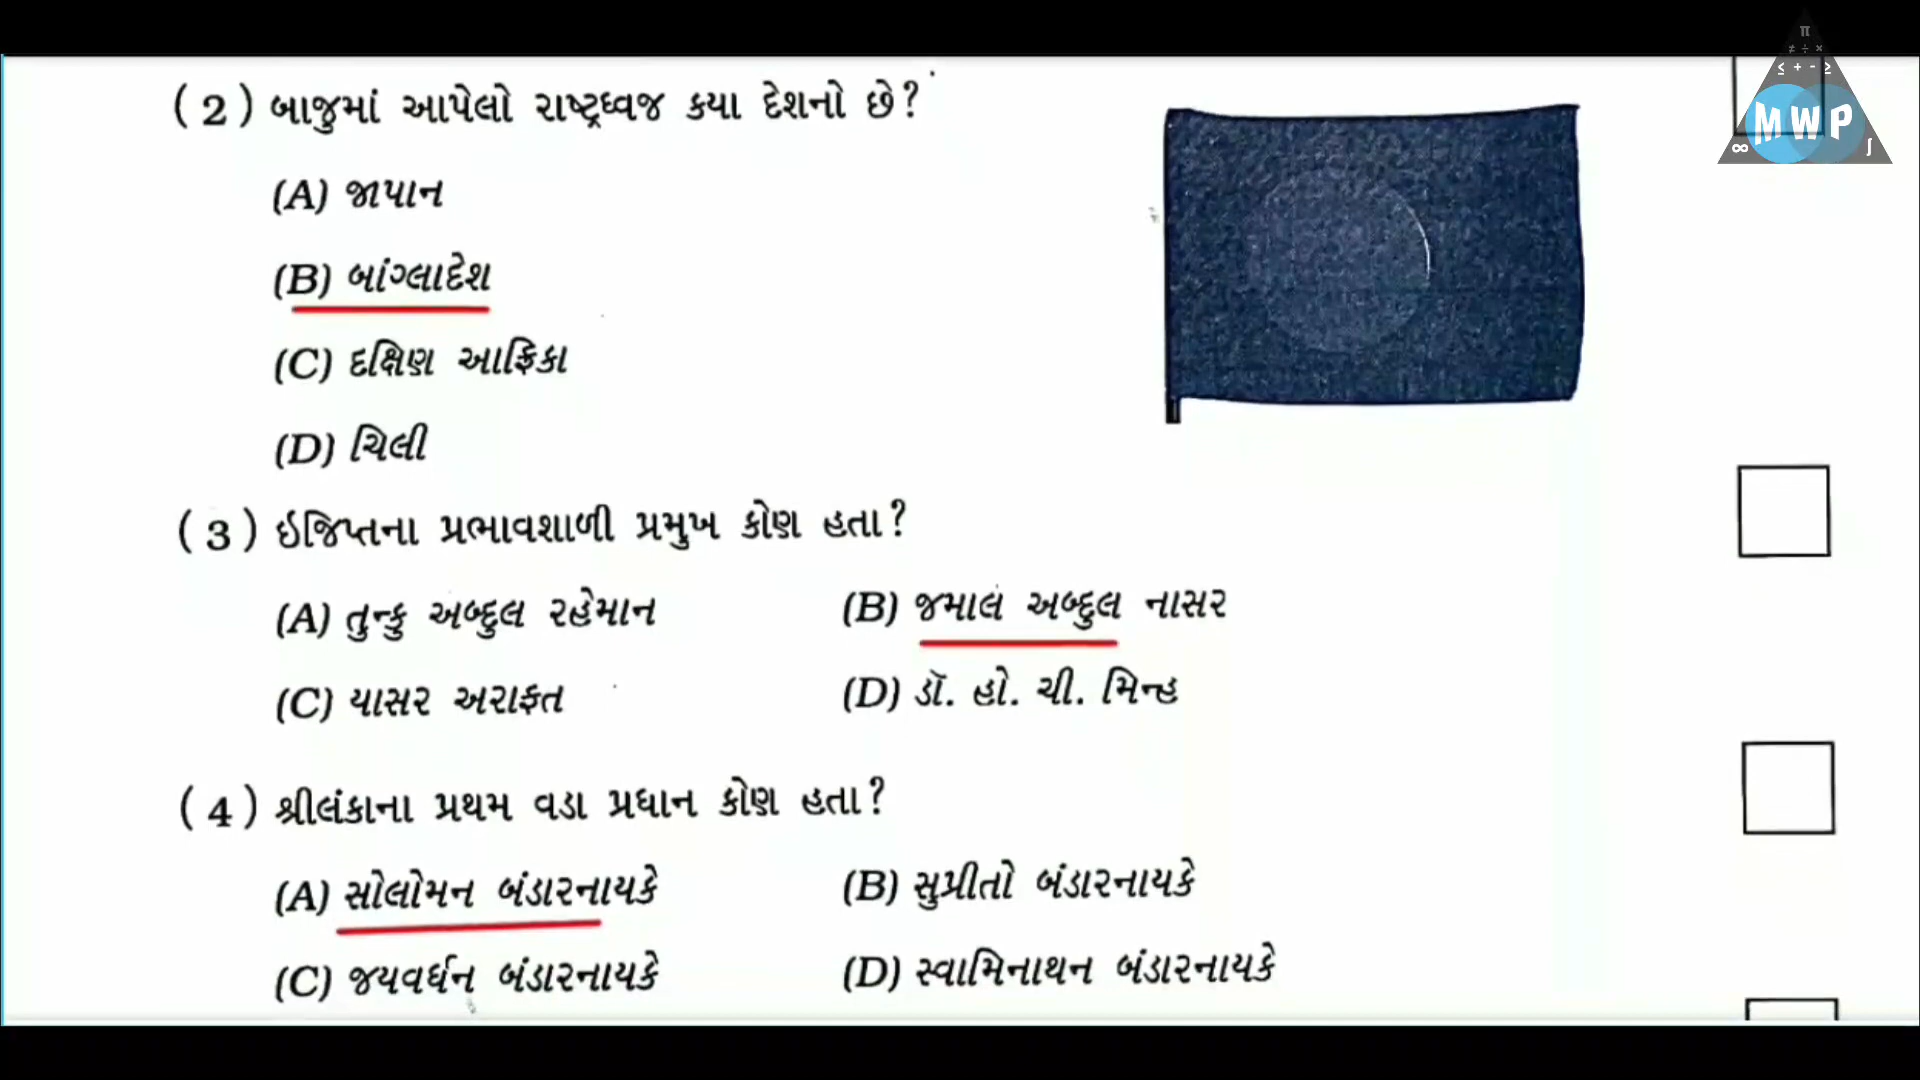 ( 2 ) બાજુમાં આપેલો રાષ્ટ્રધ્વજ કયા દેશનો છે?
(A) જાપાન
(B) બાંગ્લાદેશ
(C) દક્ષિણ આફ્રિકા
(D) ચિલી
( 3 ) ઇજિપ્તના પ્રભાવશાળી પ્રમુખ કોણ હતા?
(A) તુન્કુ અબ્દુલ રહેમાન (B) જમાલ અબ્દુલ નાસર
(C) યાસર અરાફત (D) ડૉ. હો. ચી. મિન્હ
( 4 ) શ્રીલંકાના પ્રથમ વડા પ્રધાન કોણ હતા?
(A) સોલોમન બંડારનાયકે (B) સુપ્રીતો બંડારનાયકે
(C) જયવર્ધન બંડારનાયકે (D) સ્વામિનાથન બંડારનાયકે
π
≠ ÷ ×
≤ + - ≥
MWP
∞ ∫